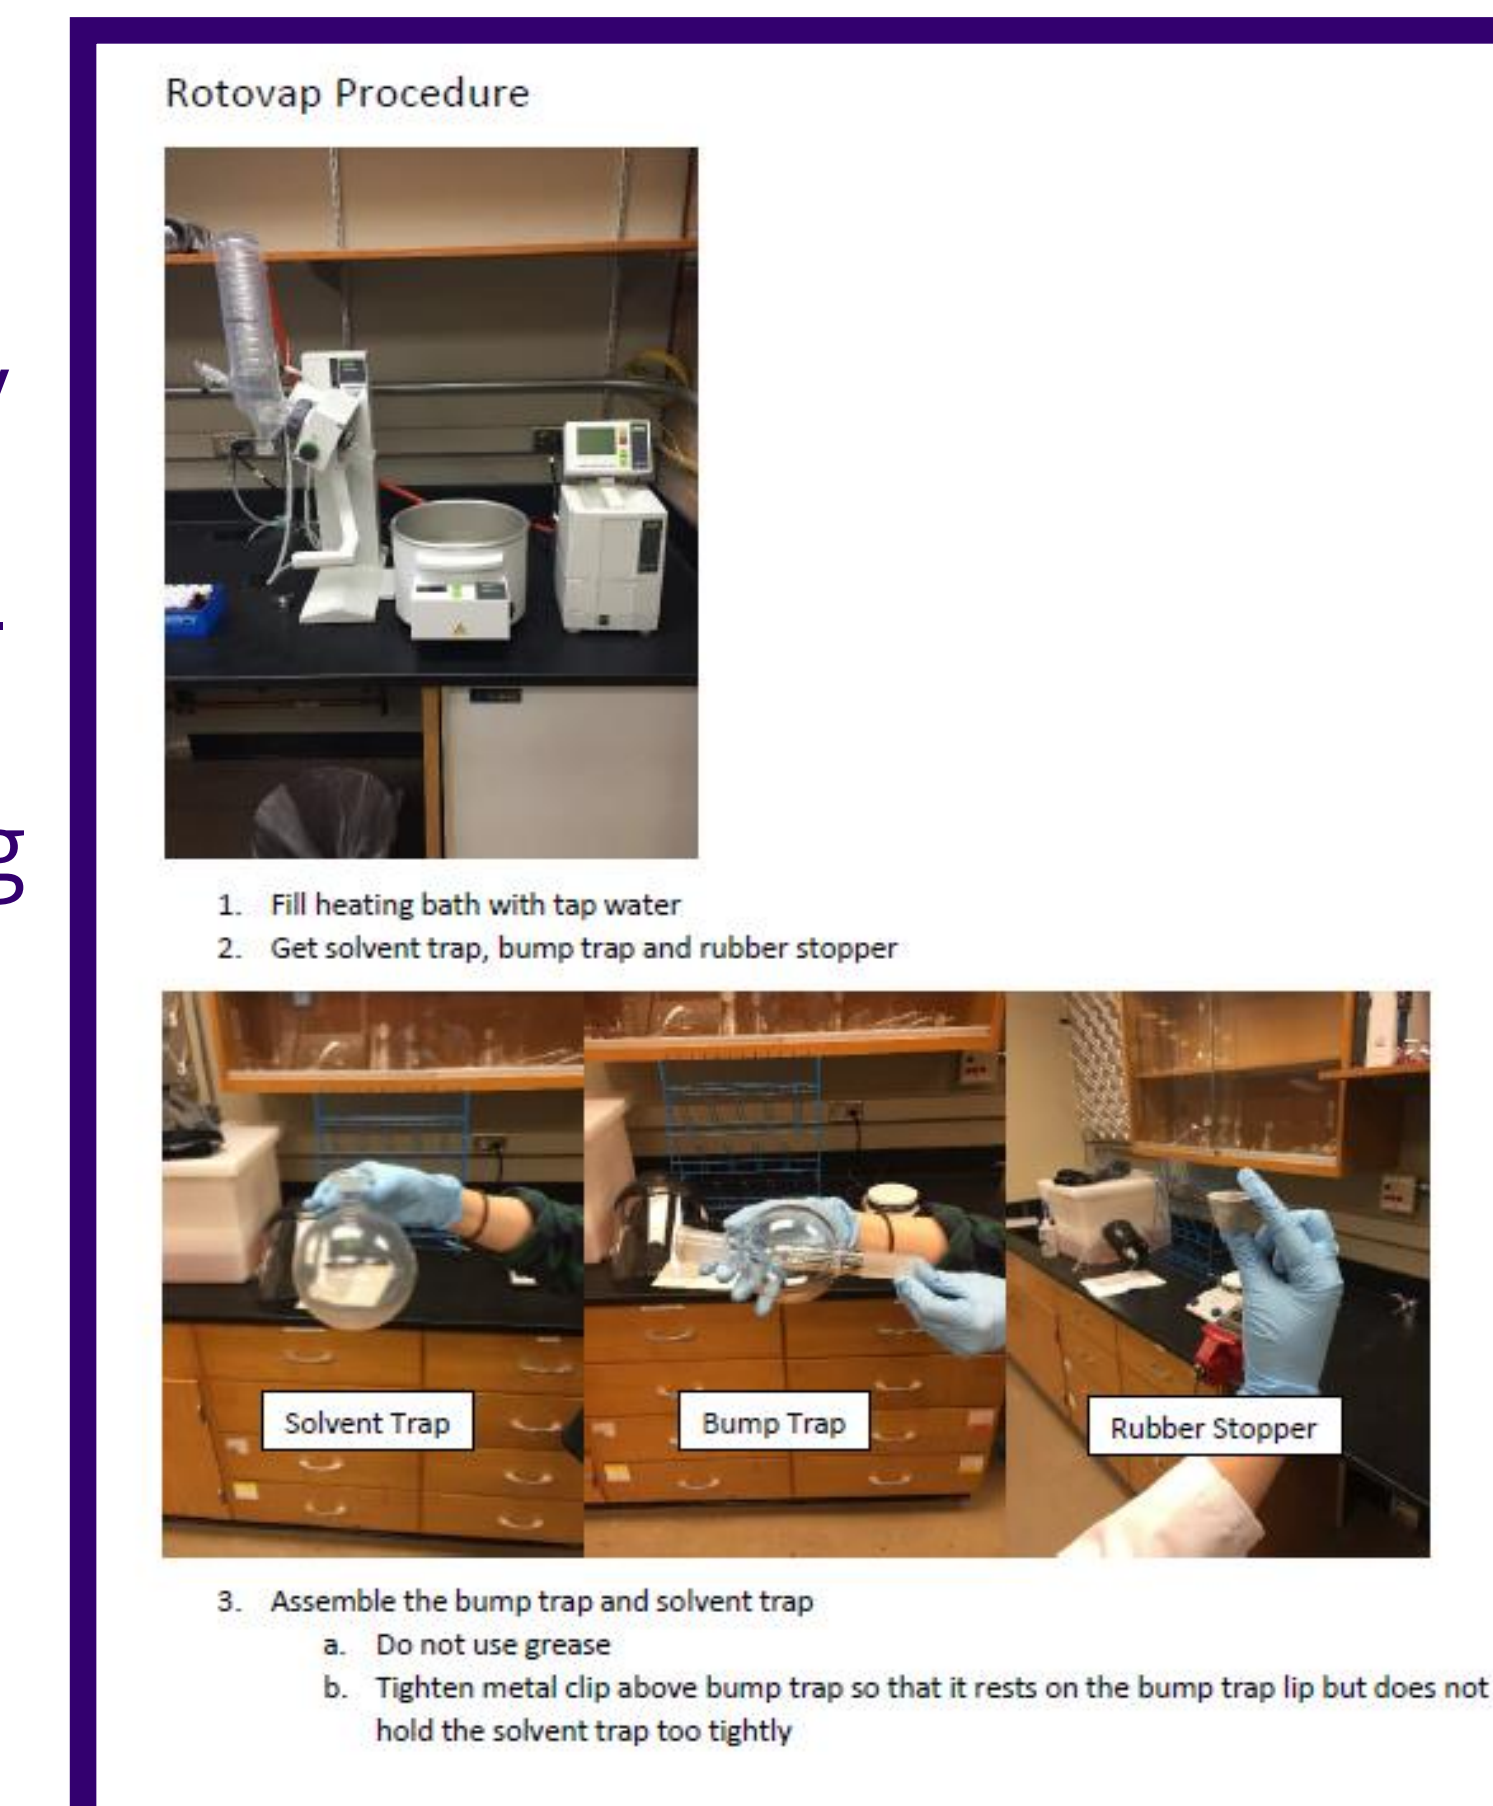 Rotovap Procedure
1. Fill heating bath with tap water
2. Get solvent trap, bump trap and rubber stopper
Solvent Trap
Bump Trap
Rubber Stopper
3. Assemble the bump trap and solvent trap
a. Do not use grease
b. Tighten metal clip above bump trap so that it rests on the bump trap lip but does not
hold the solvent trap too tightly